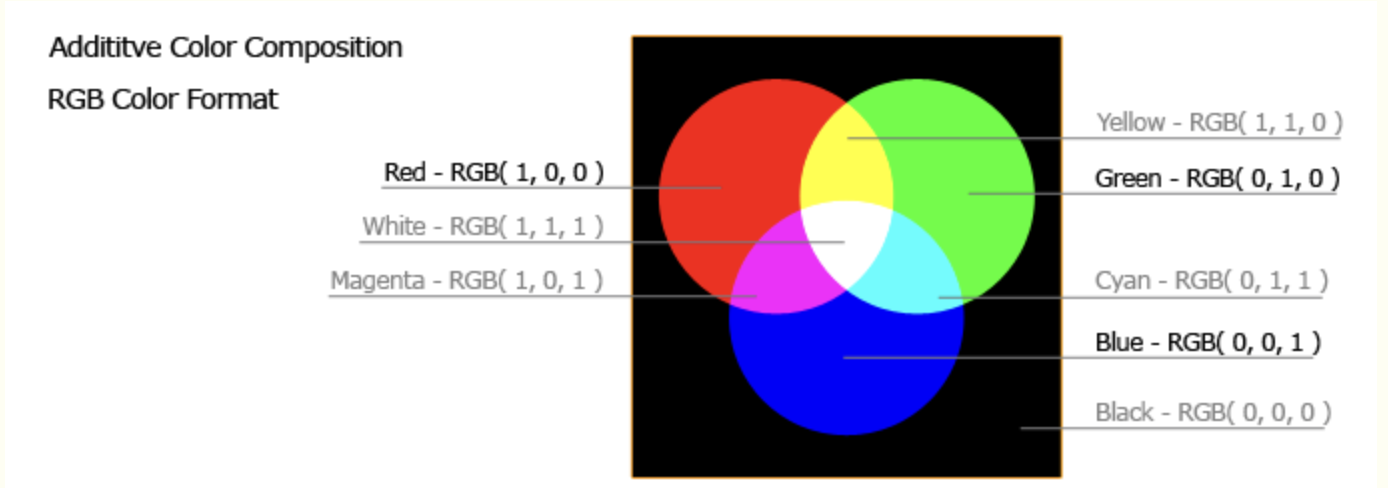 Addititve Color Composition
RGB Color Format
Red - RGB( 1, 0, 0 )
White - RGB( 1, 1, 1 )
Magenta - RGB( 1, 0, 1 )
Yellow - RGB( 1, 1, 0 )
Green - RGB( 0, 1, 0 )
Cyan - RGB( 0, 1, 1 )
Blue - RGB( 0, 0, 1 )
Black - RGB( 0, 0, 0 )